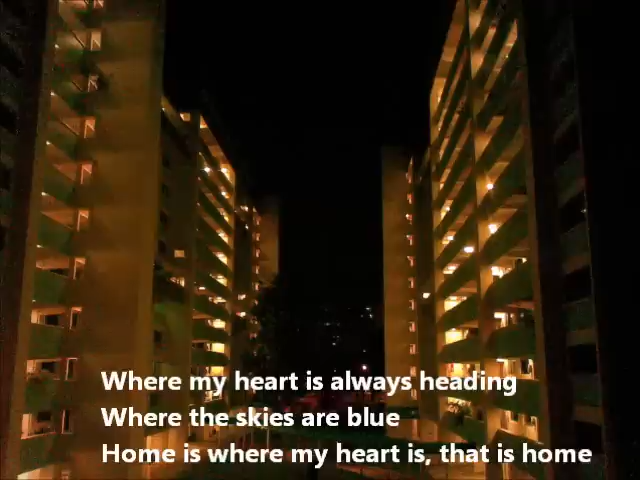 Where my heart is always heading
Where the skies are blue
Home is where my heart is, that is home